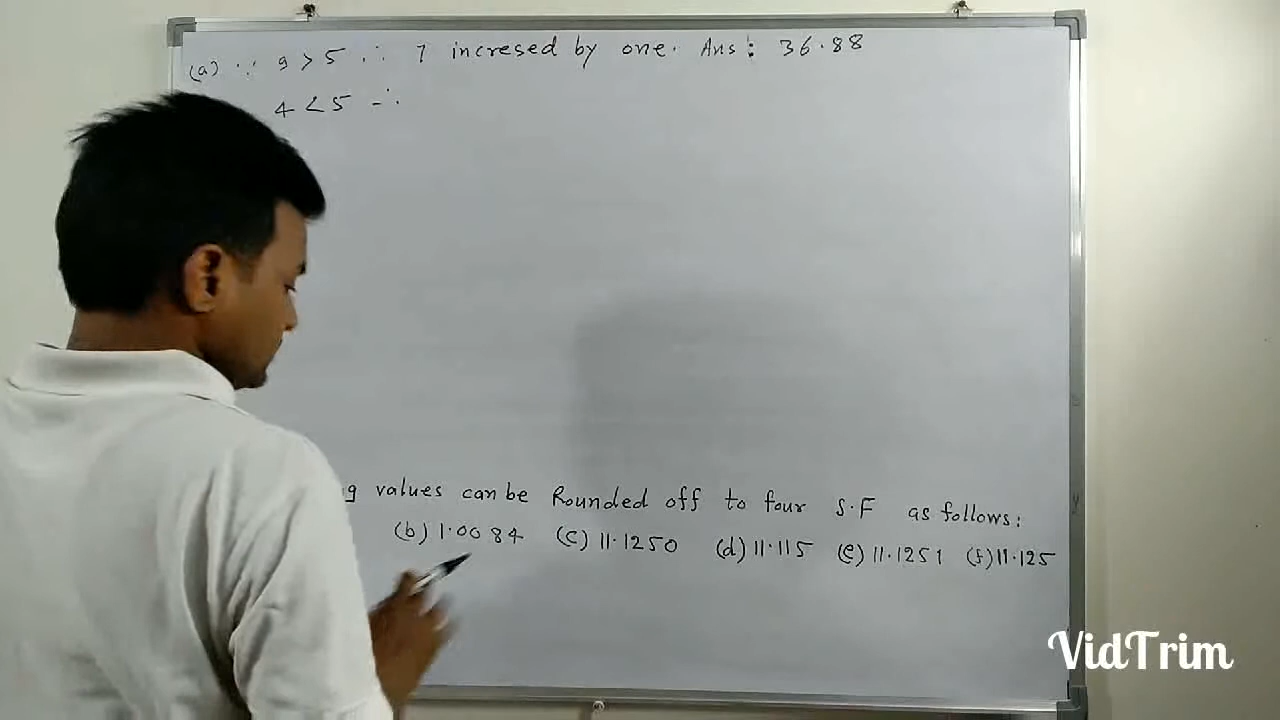 (a) ∵ 9 > 5 ∴ 7 incresed by one. Ans: 36.88
4 < 5 ∴
g values can be Rounded off to four S.F as follows:
(b) 1.0084 (c) 11.1250 (d) 11.115 (e) 11.1251 (f) 11.125
VidTrim